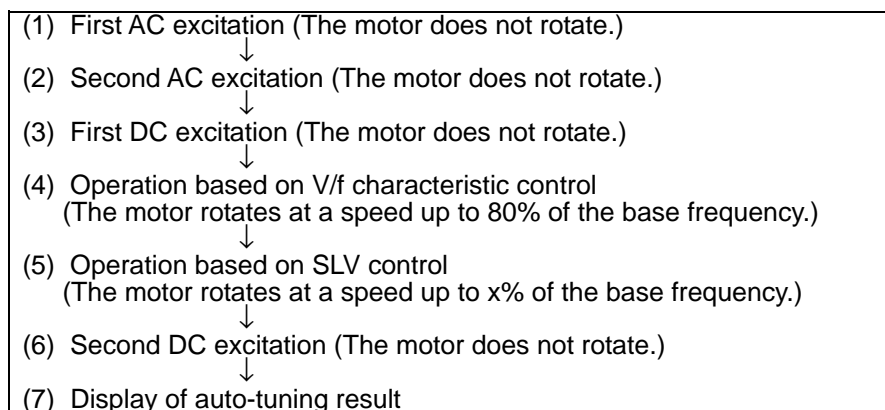 (1) First AC excitation (The motor does not rotate.)
↓
(2) Second AC excitation (The motor does not rotate.)
↓
(3) First DC excitation (The motor does not rotate.)
↓
(4) Operation based on V/f characteristic control
(The motor rotates at a speed up to 80% of the base frequency.)
↓
(5) Operation based on SLV control
(The motor rotates at a speed up to x% of the base frequency.)
↓
(6) Second DC excitation (The motor does not rotate.)
↓
(7) Display of auto-tuning result